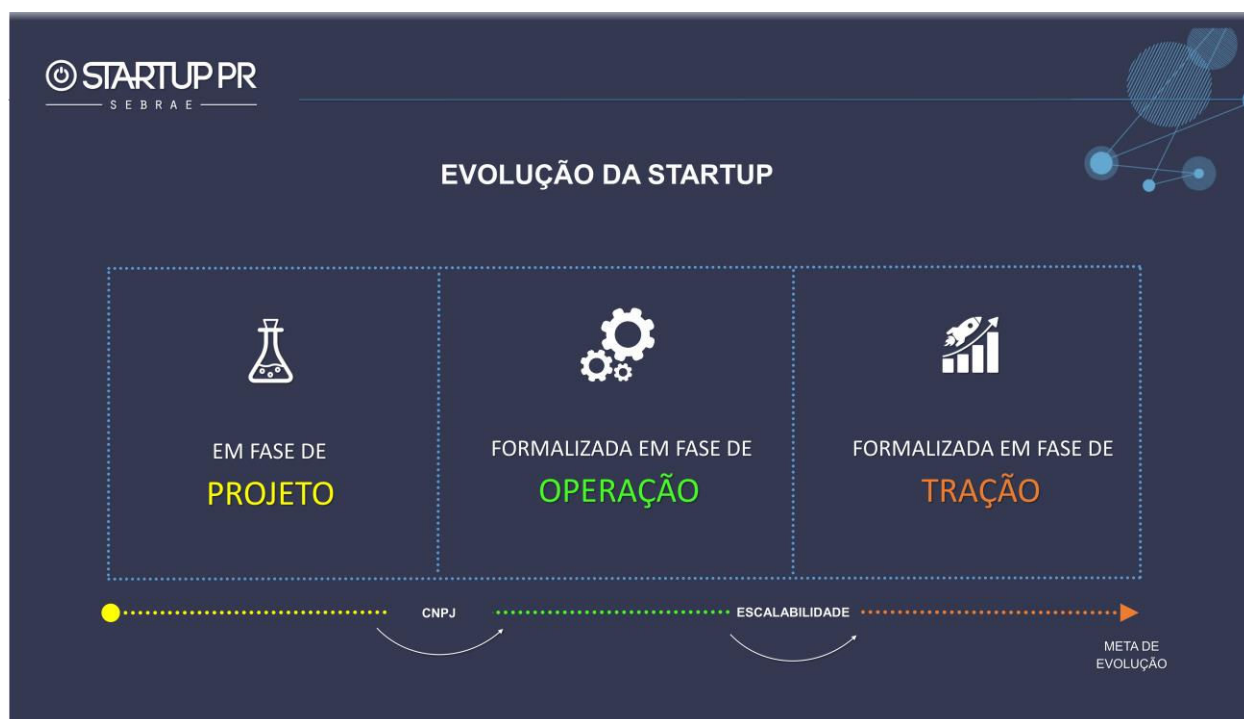 STARTUP PR
SEBRAE
EVOLUÇÃO DA STARTUP
EM FASE DE
PROJETO
FORMALIZADA EM FASE DE
OPERAÇÃO
FORMALIZADA EM FASE DE
TRAÇÃO
CNPJ
ESCALABILIDADE
META DE
EVOLUÇÃO